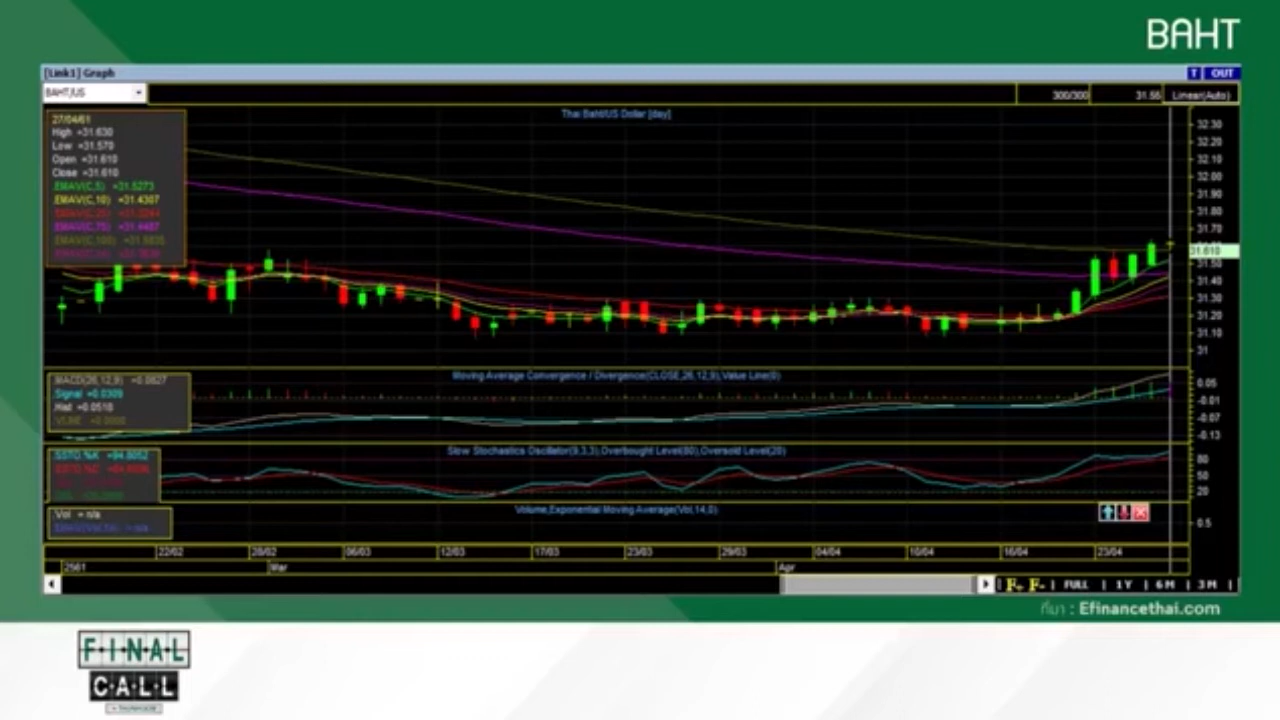 BAHT
[Link1] Graph
T OUT
BAHT/US
300/300 31.55 Linear(Auto)
Thai Baht/US Dollar [day]
27/04/61
High =31.630
Low =31.570
Open =31.610
Close =31.610
EMAV(C,5) =31.5273
EMAV(C,10) =31.4307
EMAV(C,75) =31.4487
32.30
32.20
32.10
32.00
31.90
31.80
31.70
31.610
31.50
31.40
31.30
31.20
31.10
31
Moving Average Convergence / Divergence(CLOSE,26,12,9),Value Line(0)
MACD(26,12,9) =+0.0827
Signal =+0.0309
Hist =+0.0518
0.05
-0.01
-0.07
-0.13
Slow Stochastics Oscillator(9,3,3),Overbought Level(80),Oversold Level(20)
SSTO %K =94.8052
80
50
20
Volume,Exponential Moving Average(Vol,14,0)
Vol = n/a
0.5
22/02 28/02 06/03 12/03 17/03 23/03 29/03 04/04 10/04 16/04 23/04
2561 Mar Apr
F+ F- | FULL | 1Y | 6M | 3M
ที่มา : Efinancethai.com
FINAL
CALL